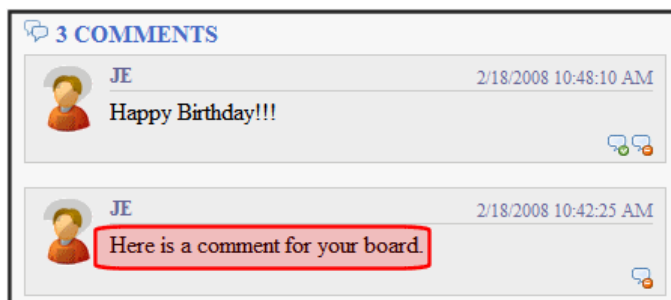 3 COMMENTS
JE 2/18/2008 10:48:10 AM
Happy Birthday!!!
JE 2/18/2008 10:42:25 AM
Here is a comment for your board.